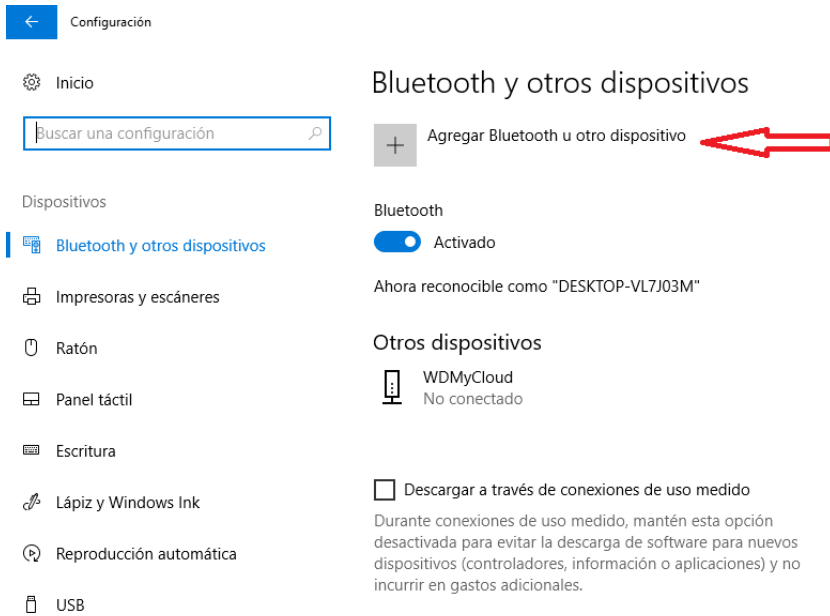 Configuración
Inicio
Buscar una configuración
Dispositivos
Bluetooth y otros dispositivos
Impresoras y escáneres
Ratón
Panel táctil
Escritura
Lápiz y Windows Ink
Reproducción automática
USB
Bluetooth y otros dispositivos
Agregar Bluetooth u otro dispositivo
Bluetooth
Activado
Ahora reconocible como "DESKTOP-VL7J03M"
Otros dispositivos
WDMyCloud
No conectado
Descargar a través de conexiones de uso medido
Durante conexiones de uso medido, mantén esta opción
desactivada para evitar la descarga de software para nuevos
dispositivos (controladores, información o aplicaciones) y no
incurrir en gastos adicionales.